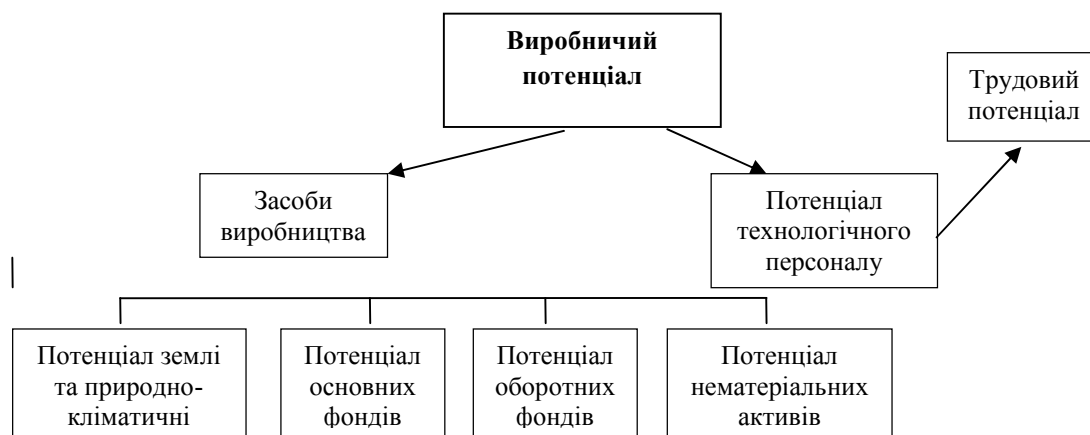 Виробничий
потенціал
Трудовий
потенціал
Засоби
виробництва
Потенціал
технологічного
персоналу
Потенціал землі
та природно-
кліматичні
Потенціал
основних
фондів
Потенціал
оборотних
фондів
Потенціал
нематеріальних
активів